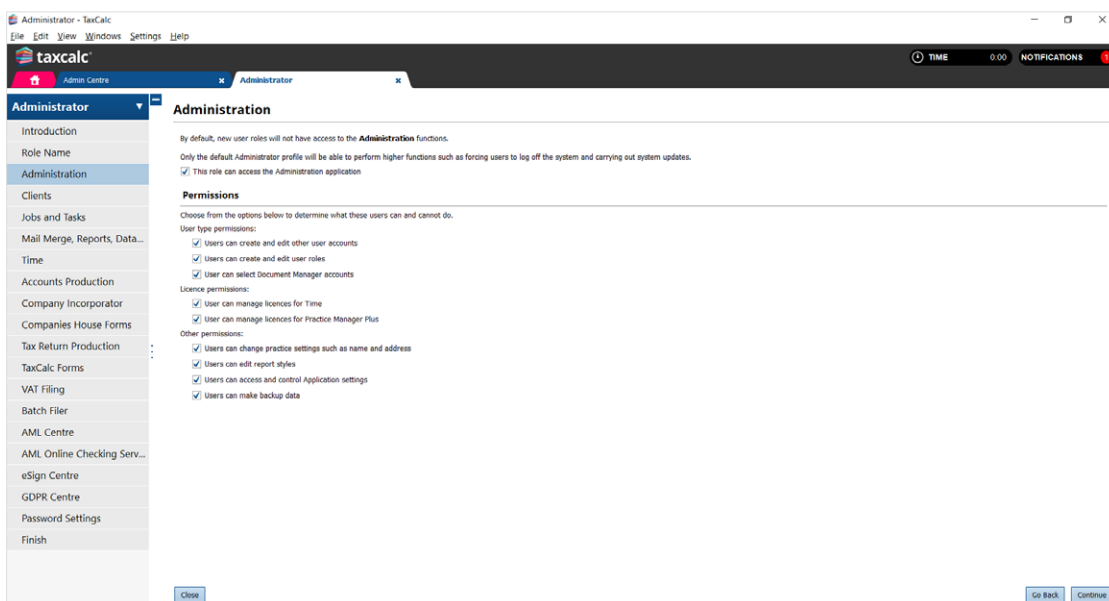 Administrator - TaxCalc
File Edit View Windows Settings Help
taxcalc
TIME 0:00 NOTIFICATIONS 1
Admin Centre x Administrator x
Administrator
Introduction
Role Name
Administration
Clients
Jobs and Tasks
Mail Merge, Reports, Data...
Time
Accounts Production
Company Incorporator
Companies House Forms
Tax Return Production
TaxCalc Forms
VAT Filing
Batch Filer
AML Centre
AML Online Checking Serv...
eSign Centre
GDPR Centre
Password Settings
Finish
Administration
By default, new user roles will not have access to the Administration functions.
Only the default Administrator profile will be able to perform higher functions such as forcing users to log off the system and carrying out system updates.
This role can access the Administration application
Permissions
Choose from the options below to determine what these users can and cannot do.
User type permissions:
Users can create and edit other user accounts
Users can create and edit user roles
User can select Document Manager accounts
Licence permissions:
User can manage licences for Time
User can manage licences for Practice Manager Plus
Other permissions:
Users can change practice settings such as name and address
Users can edit report styles
Users can access and control Application settings
Users can make backup data
Close Go Back Continue